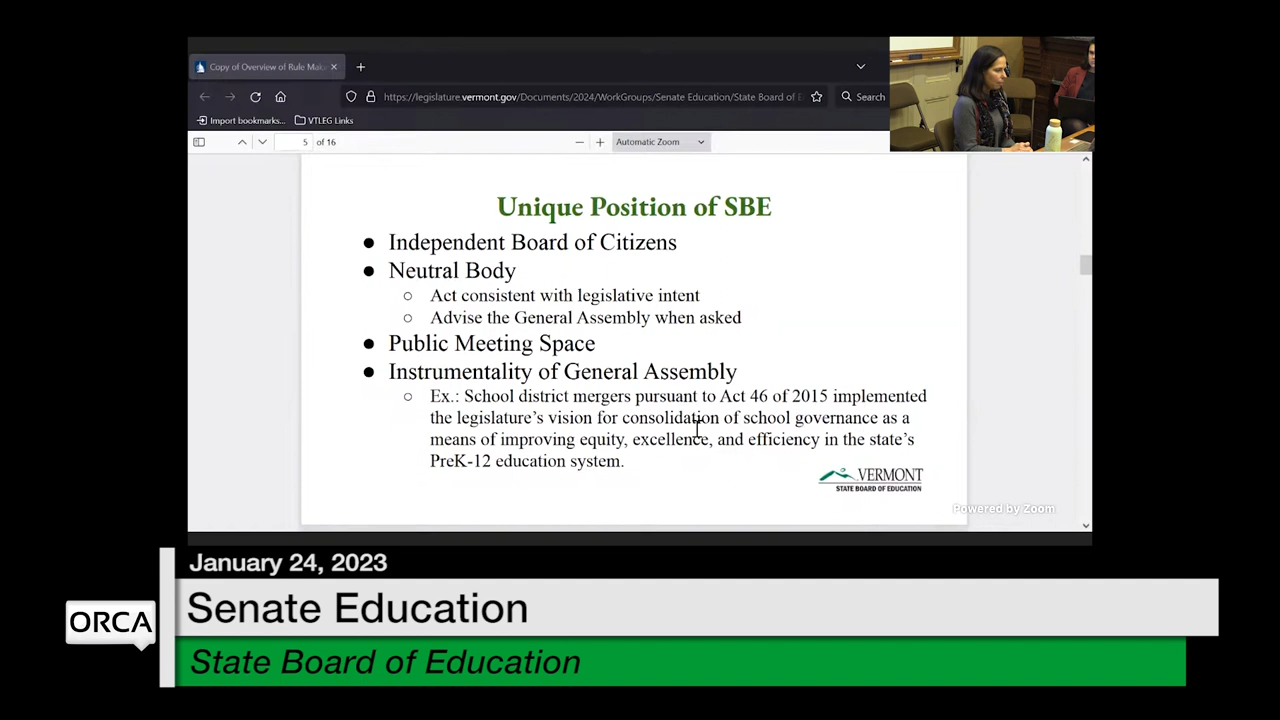 Copy of Overview of Rule Mak
https://legislature.vermont.gov/Documents/2024/WorkGroups/Senate Education/State Board of E
Search
Import bookmarks...
VTLEG Links
5 of 16
Automatic Zoom
Unique Position of SBE
● Independent Board of Citizens
● Neutral Body
○ Act consistent with legislative intent
○ Advise the General Assembly when asked
● Public Meeting Space
● Instrumentality of General Assembly
○ Ex.: School district mergers pursuant to Act 46 of 2015 implemented
the legislature's vision for consolidation of school governance as a
means of improving equity, excellence, and efficiency in the state's
PreK-12 education system.
VERMONT
STATE BOARD OF EDUCATION
Powered by Zoom
January 24, 2023
ORCA
Senate Education
State Board of Education